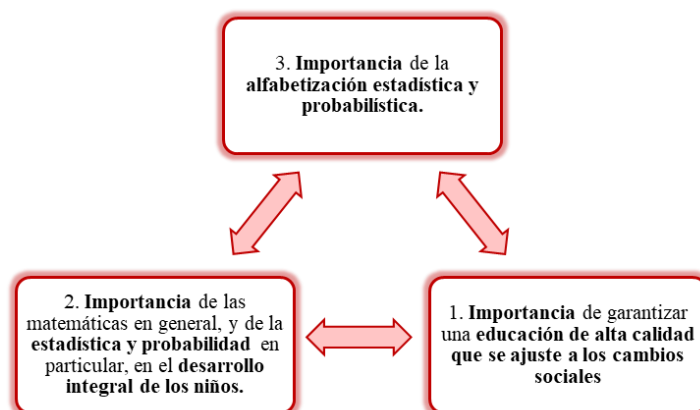 3. Importancia de la
alfabetización estadística y
probabilística.
2. Importancia de las
matemáticas en general, y de la
estadística y probabilidad en
particular, en el desarrollo
integral de los niños.
1. Importancia de garantizar
una educación de alta calidad
que se ajuste a los cambios
sociales